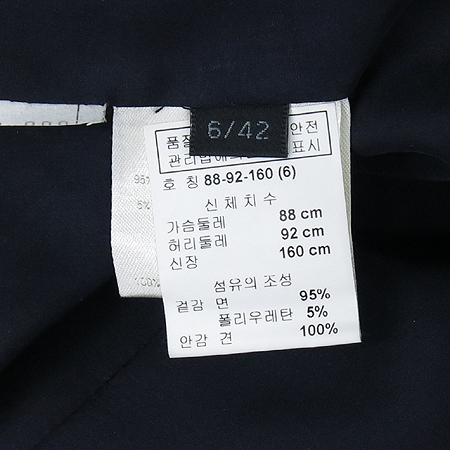 6/42
품질
안전
관리법에의
표시
호 칭 88-92-160 (6)
신 체 치 수
가슴둘레 88 cm
허리둘레 92 cm
신장 160 cm
섬유의 조성
겉감 면 95%
폴리우레탄 5%
안감 견 100%
95%
5%